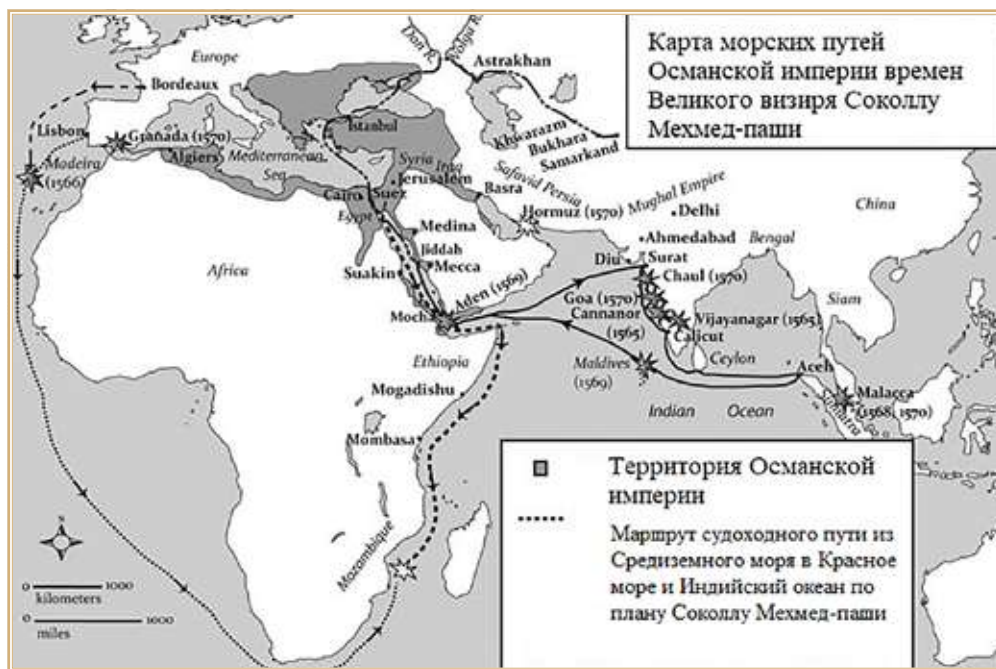 Карта морских путей
Османской империи времен
Великого визиря Соколлу
Мехмед-паши
Don R.
Volga R.
Astrakhan
Europe
Bordeaux
Lisbon
Granada (1570)
Madeira
(1566)
Algiers
Mediterranean
Sea
Istanbul
Khwarazm
Bukhara
Samarkand
Syria
Iraq
Jerusalem
Cairo
Suez
Egypt
Basra
Safavid Persia
Hormuz (1570)
Mughal Empire
Delhi
China
Medina
Jiddah
Mecca
Suakin
Africa
Ahmedabad
Bengal
Diu
Surat
Chaul (1570)
Aden (1569)
Mocha
Goa (1570)
Cannanor
(1565)
Vijayanagar (1565)
Calicut
Siam
Ethiopia
Maldives
(1569)
Ceylon
Aceh
Mogadishu
Malacca
(1568, 1570)
Sumatra
Indian Ocean
Mombasa
Mozambique
N
0 1000
kilometers
0 1000
miles
Территория Османской
империи
Маршрут судоходного пути из
Средиземного моря в Красное
море и Индийский океан по
плану Соколлу Мехмед-паши